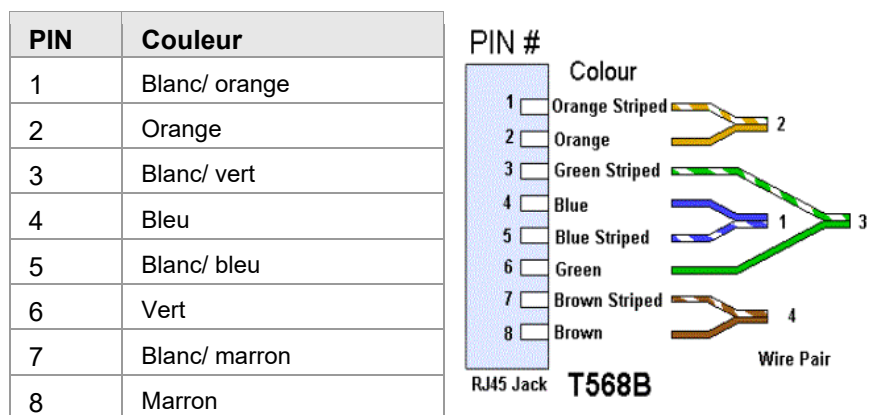 PIN Couleur
1 Blanc/ orange
2 Orange
3 Blanc/ vert
4 Bleu
5 Blanc/ bleu
6 Vert
7 Blanc/ marron
8 Marron
PIN #
Colour
1 Orange Striped
2 Orange
2
3 Green Striped
4 Blue
1
3
5 Blue Striped
6 Green
7 Brown Striped
4
8 Brown
Wire Pair
RJ45 Jack T568B